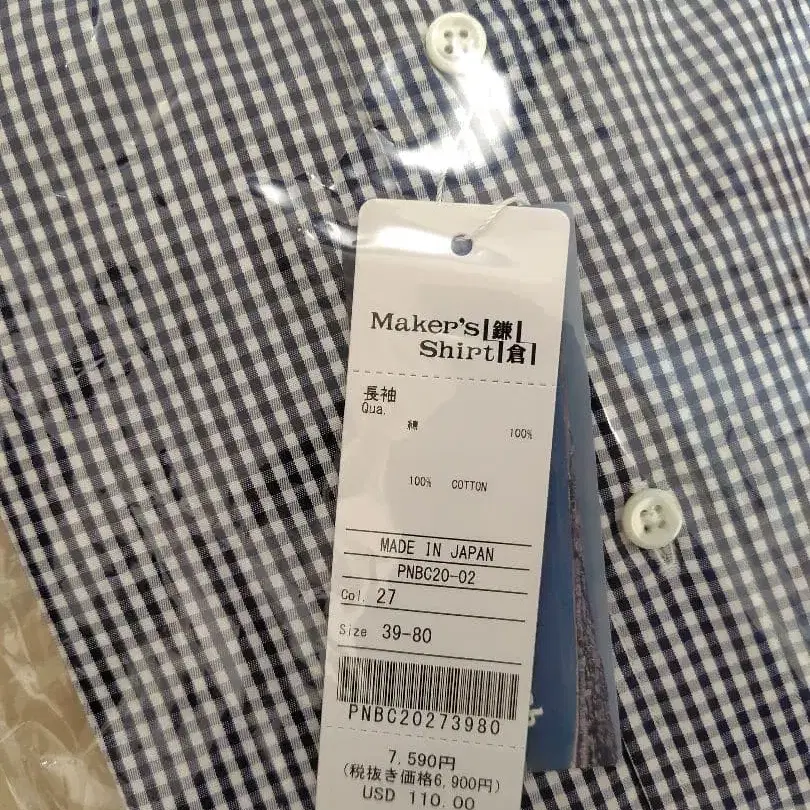 Maker's 鎌
Shirt 倉
長袖
Qua.
綿 100%
100% COTTON
MADE IN JAPAN
PNBC20-02
Col. 27
Size 39-80
PNBC20273980
7,590円
(税抜き価格6,900円)
USD 110.00